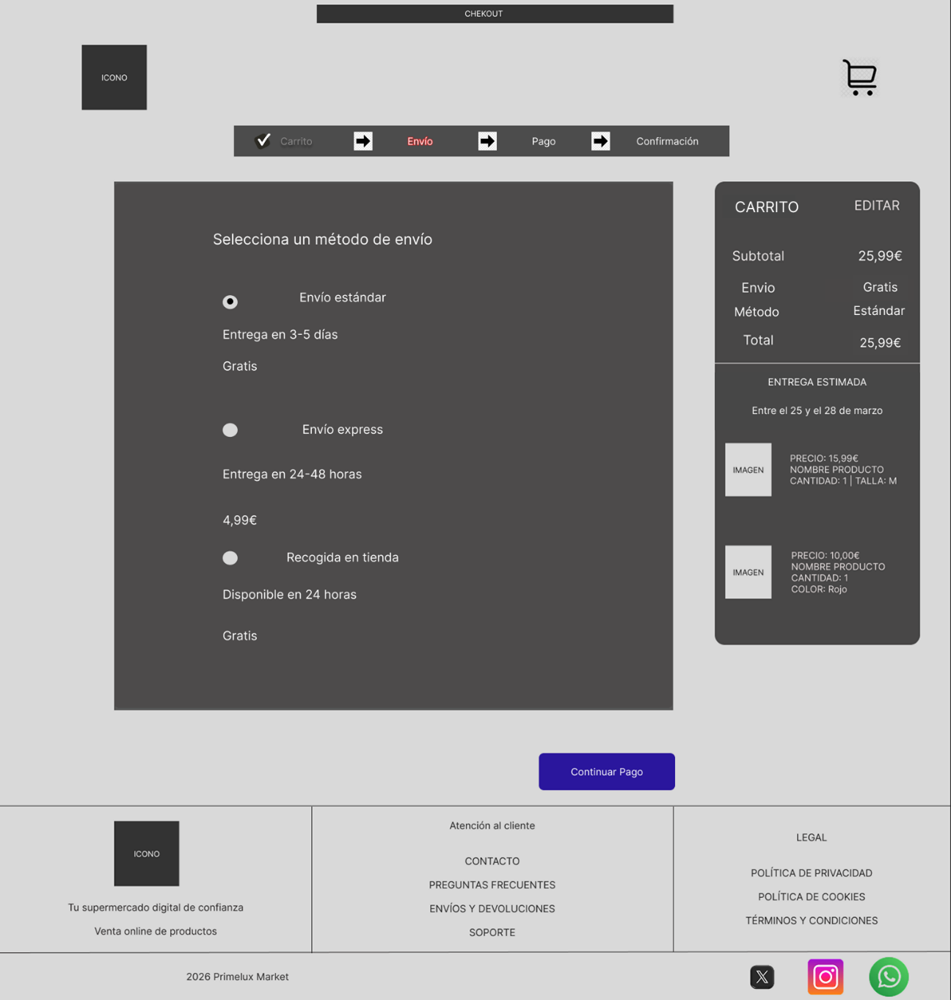 CHEKOUT
ICONO
Carrito
Envío
Pago
Confirmación
Selecciona un método de envío
Envío estándar
Entrega en 3-5 días
Gratis
Envío express
Entrega en 24-48 horas
4,99€
Recogida en tienda
Disponible en 24 horas
Gratis
CARRITO EDITAR
Subtotal 25,99€
Envio Gratis
Método Estándar
Total 25,99€
ENTREGA ESTIMADA
Entre el 25 y el 28 de marzo
IMAGEN
PRECIO: 15,99€
NOMBRE PRODUCTO
CANTIDAD: 1 | TALLA: M
IMAGEN
PRECIO: 10,00€
NOMBRE PRODUCTO
CANTIDAD: 1
COLOR: Rojo
Continuar Pago
ICONO
Tu supermercado digital de confianza
Venta online de productos
Atención al cliente
CONTACTO
PREGUNTAS FRECUENTES
ENVÍOS Y DEVOLUCIONES
SOPORTE
LEGAL
POLÍTICA DE PRIVACIDAD
POLÍTICA DE COOKIES
TÉRMINOS Y CONDICIONES
2026 Primelux Market